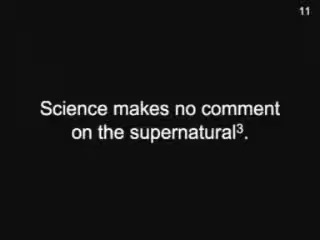 11
Science makes no comment
on the supernatural³.